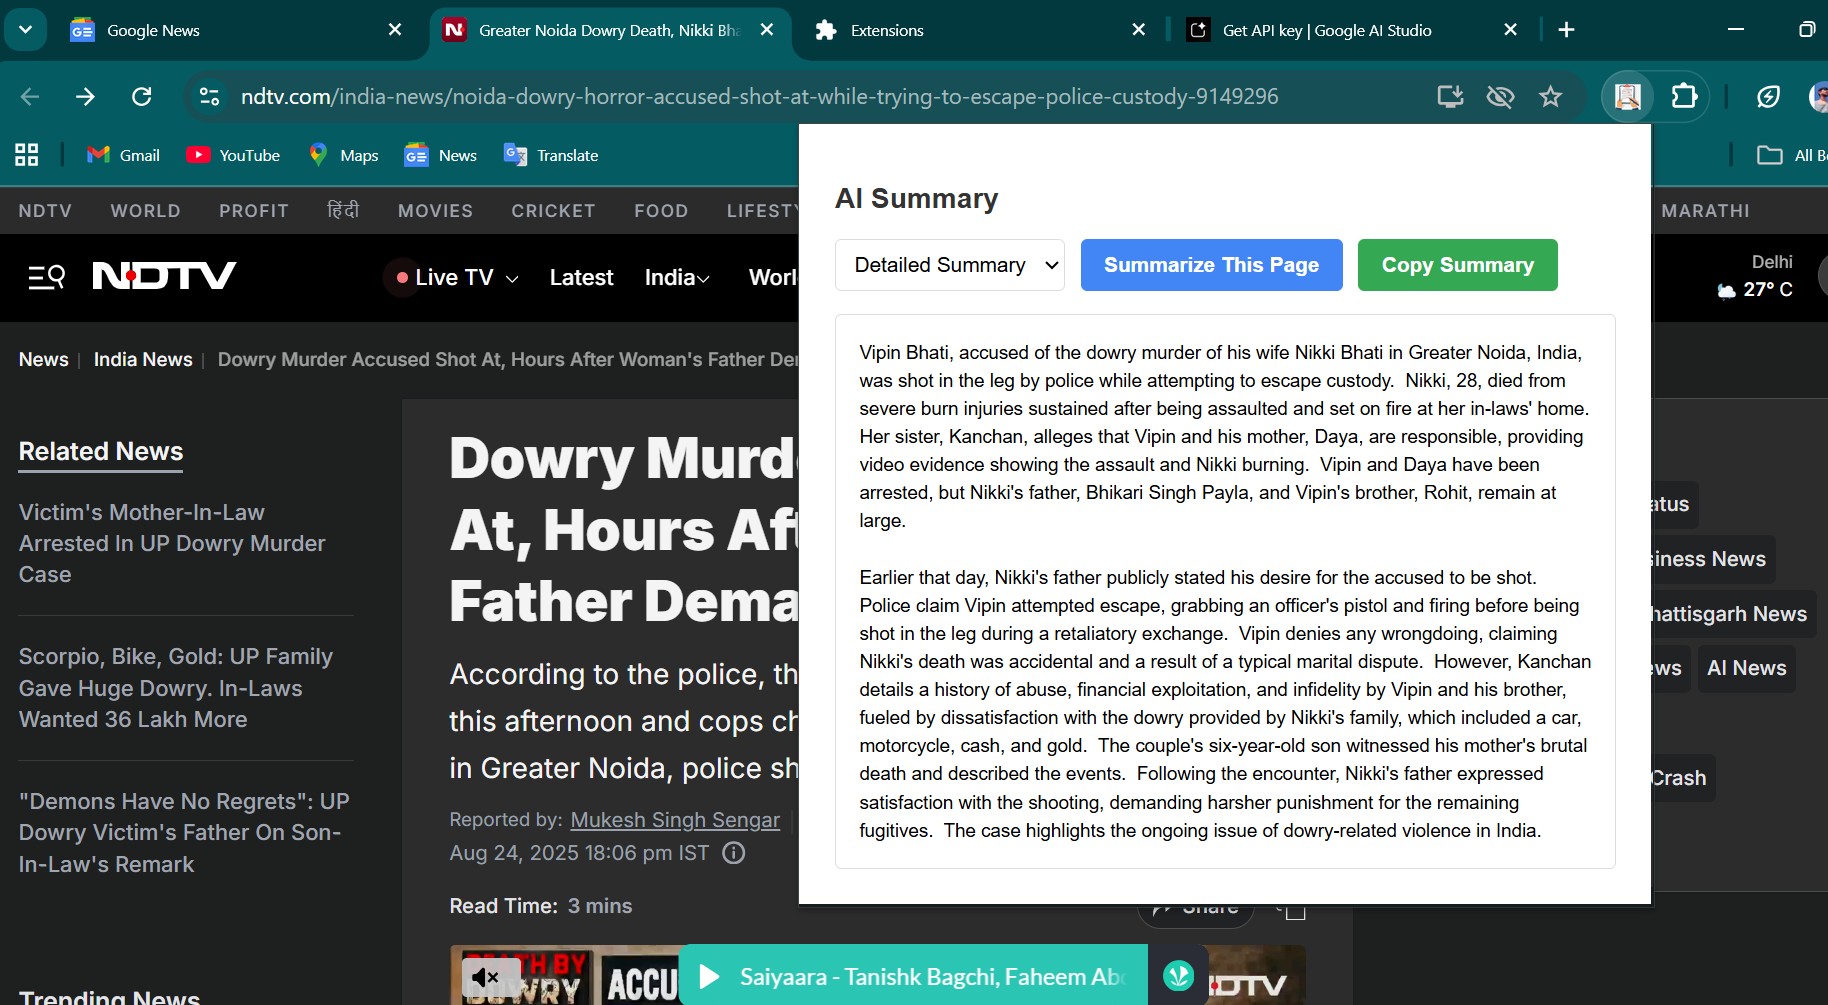 Google News
Greater Noida Dowry Death, Nikki Bha
Extensions
Get API key | Google AI Studio
ndtv.com/india-news/noida-dowry-horror-accused-shot-at-while-trying-to-escape-police-custody-9149296
Gmail
YouTube
Maps
News
Translate
All B
NDTV WORLD PROFIT हिंदी MOVIES CRICKET FOOD LIFESTY
MARATHI
NDTV
Live TV
Latest
India
Worl
Delhi
27° C
News | India News | Dowry Murder Accused Shot At, Hours After Woman's Father De
Related News
Victim's Mother-In-Law
Arrested In UP Dowry Murder
Case
Scorpio, Bike, Gold: UP Family
Gave Huge Dowry. In-Laws
Wanted 36 Lakh More
"Demons Have No Regrets": UP
Dowry Victim's Father On Son-
In-Law's Remark
Trending News
Dowry Murd
At, Hours Aft
Father Dema
According to the police, th
this afternoon and cops ch
in Greater Noida, police sh
Reported by: Mukesh Singh Sengar
Aug 24, 2025 18:06 pm IST
Read Time: 3 mins
Share
AI Summary
Detailed Summary
Summarize This Page
Copy Summary
Vipin Bhati, accused of the dowry murder of his wife Nikki Bhati in Greater Noida, India,
was shot in the leg by police while attempting to escape custody. Nikki, 28, died from
severe burn injuries sustained after being assaulted and set on fire at her in-laws' home.
Her sister, Kanchan, alleges that Vipin and his mother, Daya, are responsible, providing
video evidence showing the assault and Nikki burning. Vipin and Daya have been
arrested, but Nikki's father, Bhikari Singh Payla, and Vipin's brother, Rohit, remain at
large.
Earlier that day, Nikki's father publicly stated his desire for the accused to be shot.
Police claim Vipin attempted escape, grabbing an officer's pistol and firing before being
shot in the leg during a retaliatory exchange. Vipin denies any wrongdoing, claiming
Nikki's death was accidental and a result of a typical marital dispute. However, Kanchan
details a history of abuse, financial exploitation, and infidelity by Vipin and his brother,
fueled by dissatisfaction with the dowry provided by Nikki's family, which included a car,
motorcycle, cash, and gold. The couple's six-year-old son witnessed his mother's brutal
death and described the events. Following the encounter, Nikki's father expressed
satisfaction with the shooting, demanding harsher punishment for the remaining
fugitives. The case highlights the ongoing issue of dowry-related violence in India.
atus
siness News
hattisgarh News
ws
AI News
Crash
DEATH BY
DOWRY
ACCU
Saiyaara - Tanishk Bagchi, Faheem Ab
NDTV